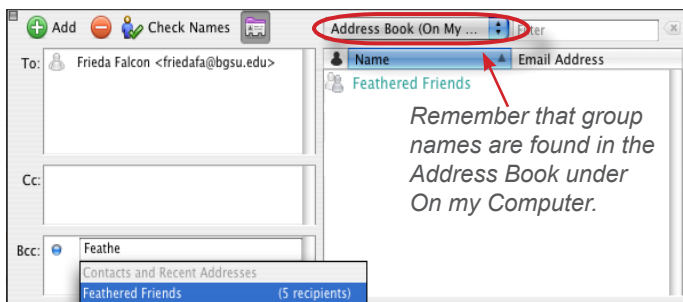 Add Check Names
To: Frieda Falcon <friedafa@bgsu.edu>
Cc:
Bcc: Feathe
Contacts and Recent Addresses
Feathered Friends (5 recipients)
Address Book (On My ... Filter
Name Email Address
Feathered Friends
Remember that group
names are found in the
Address Book under
On my Computer.